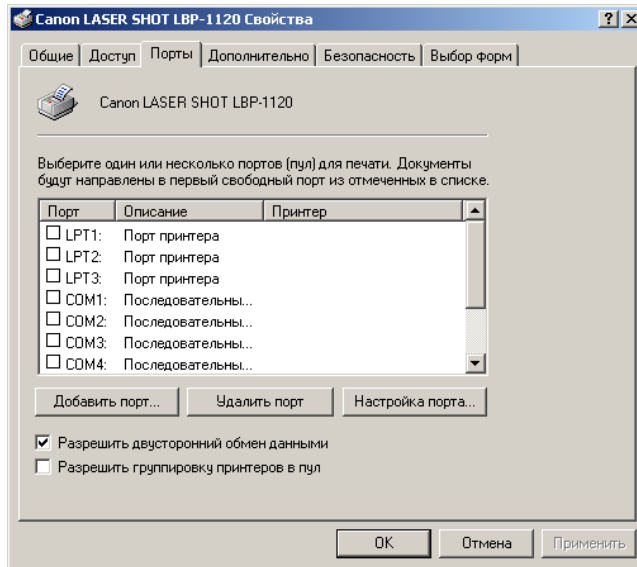 Canon LASER SHOT LBP-1120 Свойства
Общие Доступ Порты Дополнительно Безопасность Выбор форм
Canon LASER SHOT LBP-1120
Выберите один или несколько портов (пул) для печати. Документы
будут направлены в первый свободный порт из отмеченных в списке.
Порт Описание Принтер
LPT1: Порт принтера
LPT2: Порт принтера
LPT3: Порт принтера
COM1: Последовательны...
COM2: Последовательны...
COM3: Последовательны...
COM4: Последовательны...
Добавить порт... Удалить порт Настройка порта...
Разрешить двусторонний обмен данными
Разрешить группировку принтеров в пул
OK Отмена Применить